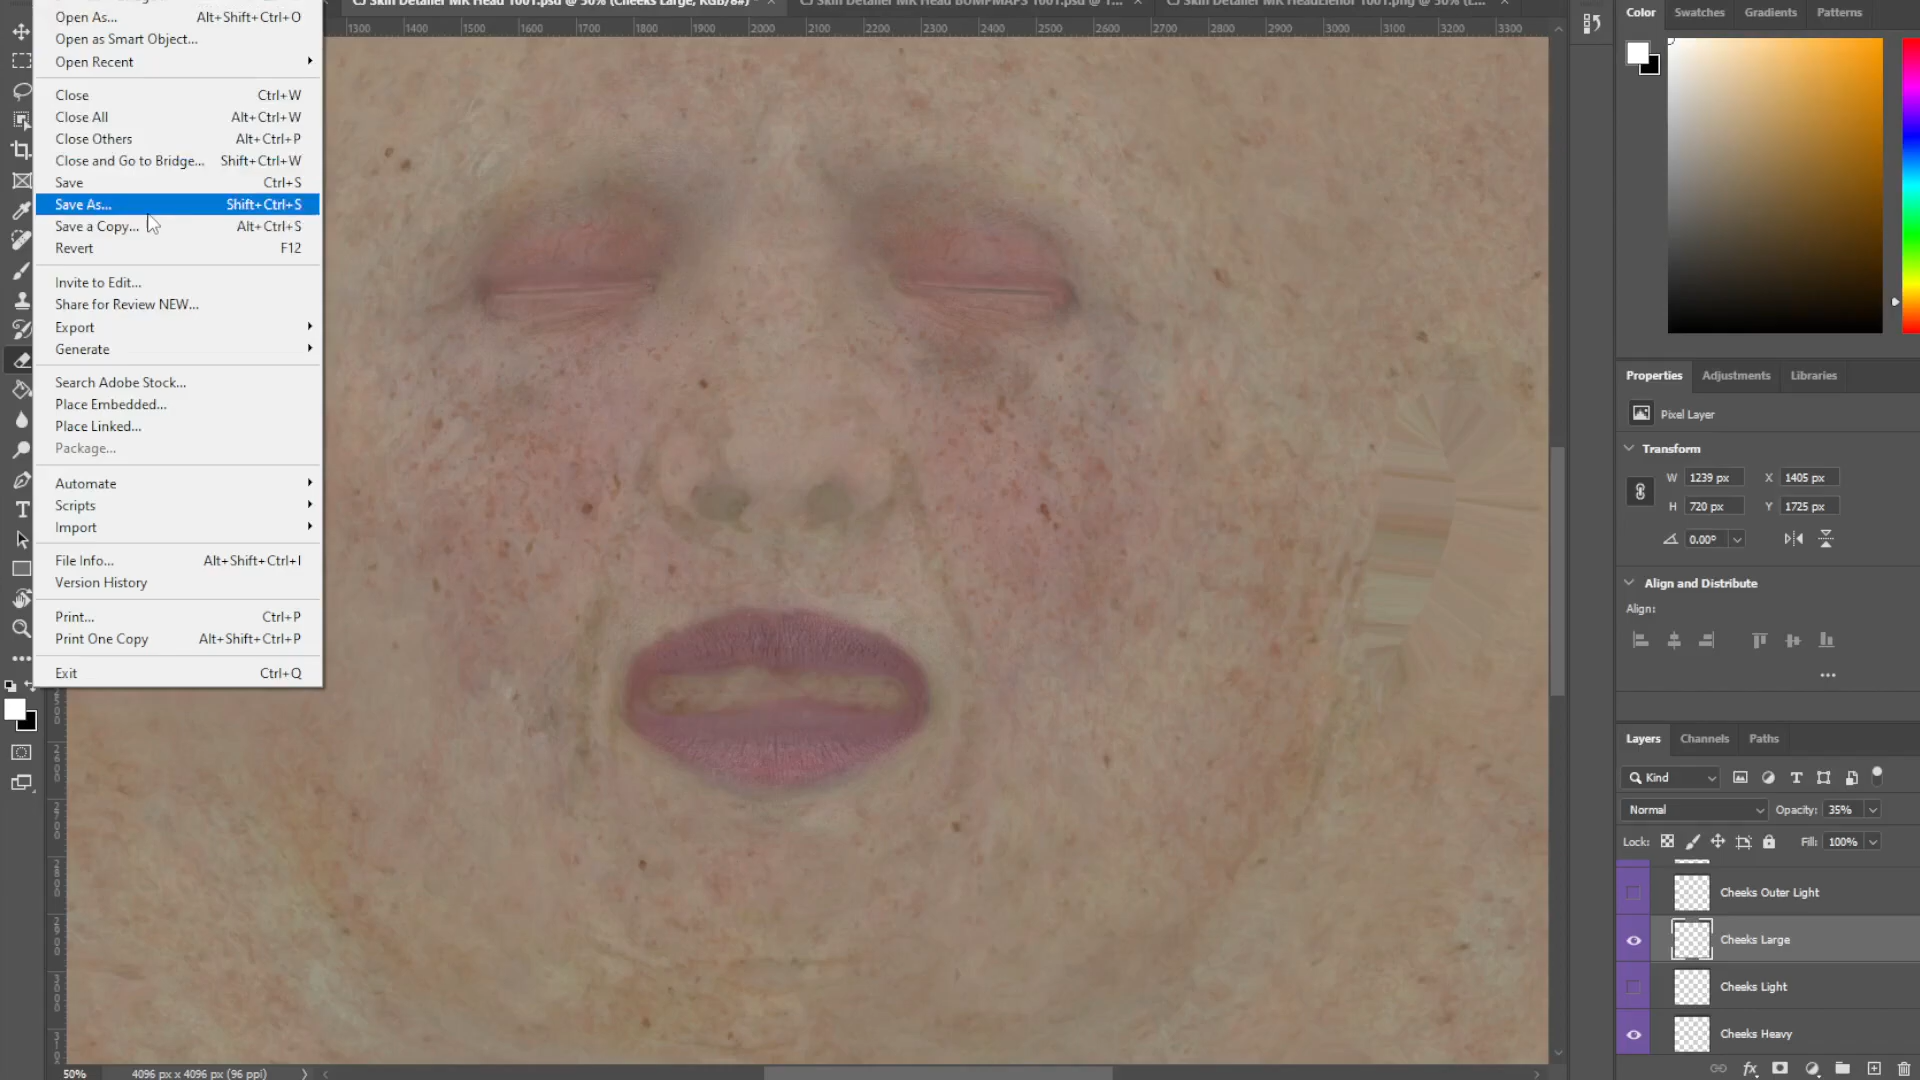 Open As... Alt+Shift+Ctrl+O
Open as Smart Object...
Open Recent
Close Ctrl+W
Close All Alt+Ctrl+W
Close Others Alt+Ctrl+P
Close and Go to Bridge... Shift+Ctrl+W
Save Ctrl+S
Save As... Shift+Ctrl+S
Save a Copy... Alt+Ctrl+S
Revert F12
Invite to Edit...
Share for Review NEW...
Export
Generate
Search Adobe Stock...
Place Embedded...
Place Linked...
Package...
Automate
Scripts
Import
File Info... Alt+Shift+Ctrl+I
Version History
Print... Ctrl+P
Print One Copy Alt+Shift+Ctrl+P
Exit Ctrl+Q
1300 1400 1500 1600 1700 1800 1900 2000 2100 2200 2300 2400 2500 2600 2700 2800 2900 3000 3100 3200 3300
50% 4096 px x 4096 px (96 ppi)
Color Swatches Gradients Patterns
Properties Adjustments Libraries
Pixel Layer
Transform
W 1239 px X 1405 px
H 720 px Y 1725 px
0.00°
Align and Distribute
Align:
Layers Channels Paths
Kind
Normal Opacity: 35%
Lock: Fill: 100%
Cheeks Outer Light
Cheeks Large
Cheeks Light
Cheeks Heavy